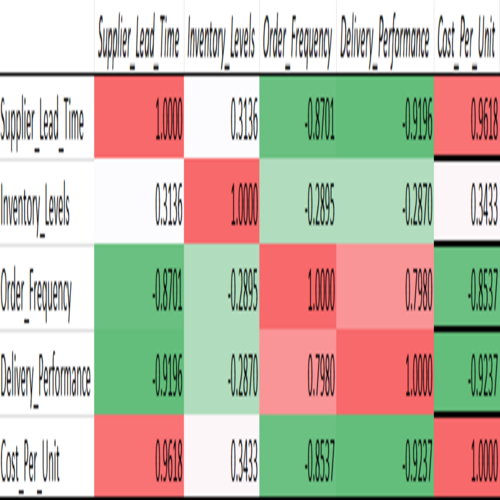 Supplier_Lead_Time Inventory_Levels Order_Frequency Delivery_Performance Cost_Per_Unit
Supplier_Lead_Time 1.0000 0.3136 -0.8701 -0.9196 0.9618
Inventory_Levels 0.3136 1.0000 -0.2895 -0.2870 0.3433
Order_Frequency -0.8701 -0.2895 1.0000 0.7980 -0.8537
Delivery_Performance -0.9196 -0.2870 0.7980 1.0000 -0.9237
Cost_Per_Unit 0.9618 0.3433 -0.8537 -0.9237 1.0000